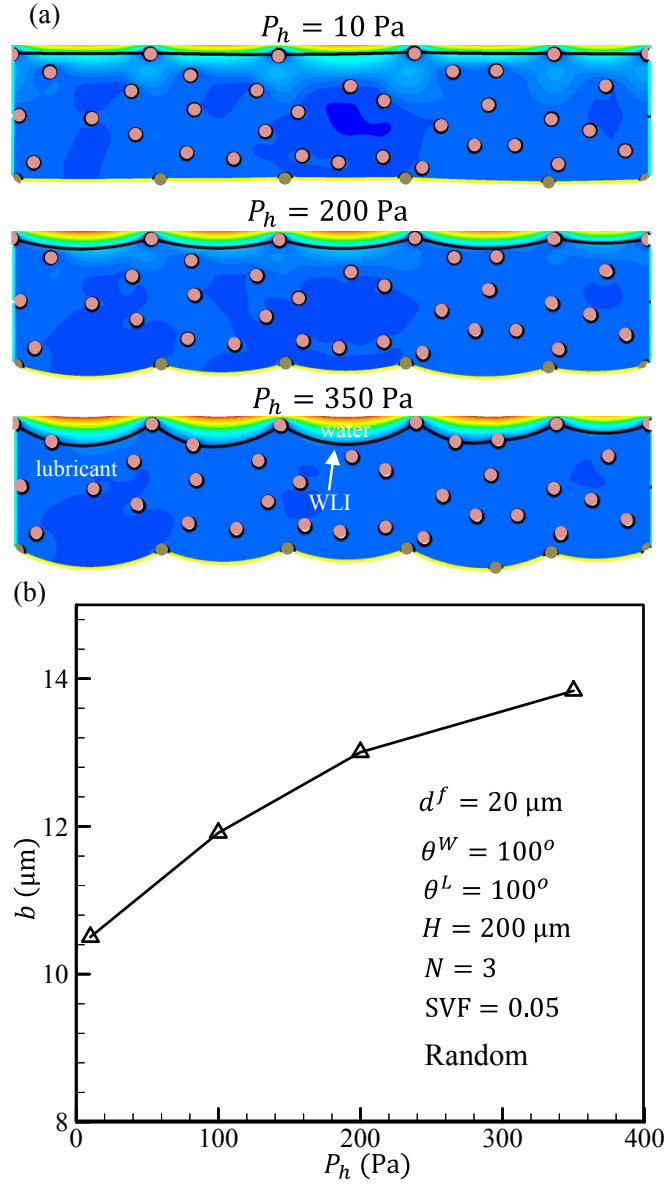 (a)
P_h = 10 Pa
P_h = 200 Pa
P_h = 350 Pa
water
lubricant
WLI
(b)
14
12
10
8
b (μm)
d^f = 20 μm
θ^W = 100^o
θ^L = 100^o
H = 200 μm
N = 3
SVF = 0.05
Random
0 100 200 300 400
P_h (Pa)